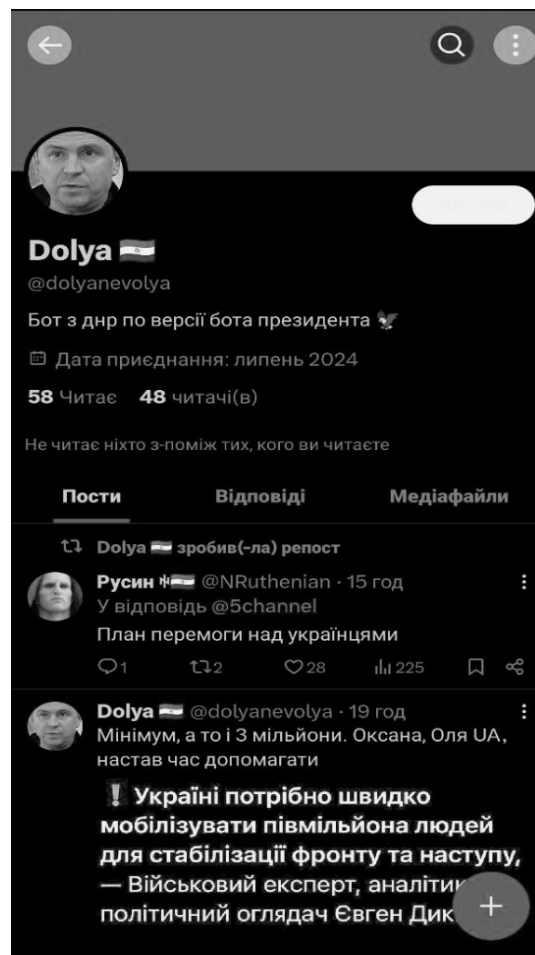 Dolya
@dolyanevolya
Бот з днр по версії бота президента
Дата приєднання: липень 2024
58 Читає 48 читачі(в)
Не читає ніхто з-поміж тих, кого ви читаєте
Пости Відповіді Медіафайли
Dolya зробив(-ла) репост
Русин @NRuthenian · 15 год
У відповідь @5channel
План перемоги над українцями
1 2 28 225
Dolya @dolyanevolya · 19 год
Мінімум, а то і 3 мільйони. Оксана, Оля UA,
настав час допомагати
Україні потрібно швидко
мобілізувати півмільйона людей
для стабілізації фронту та наступу,
— Військовий експерт, аналітик
політичний оглядач Євген Дик